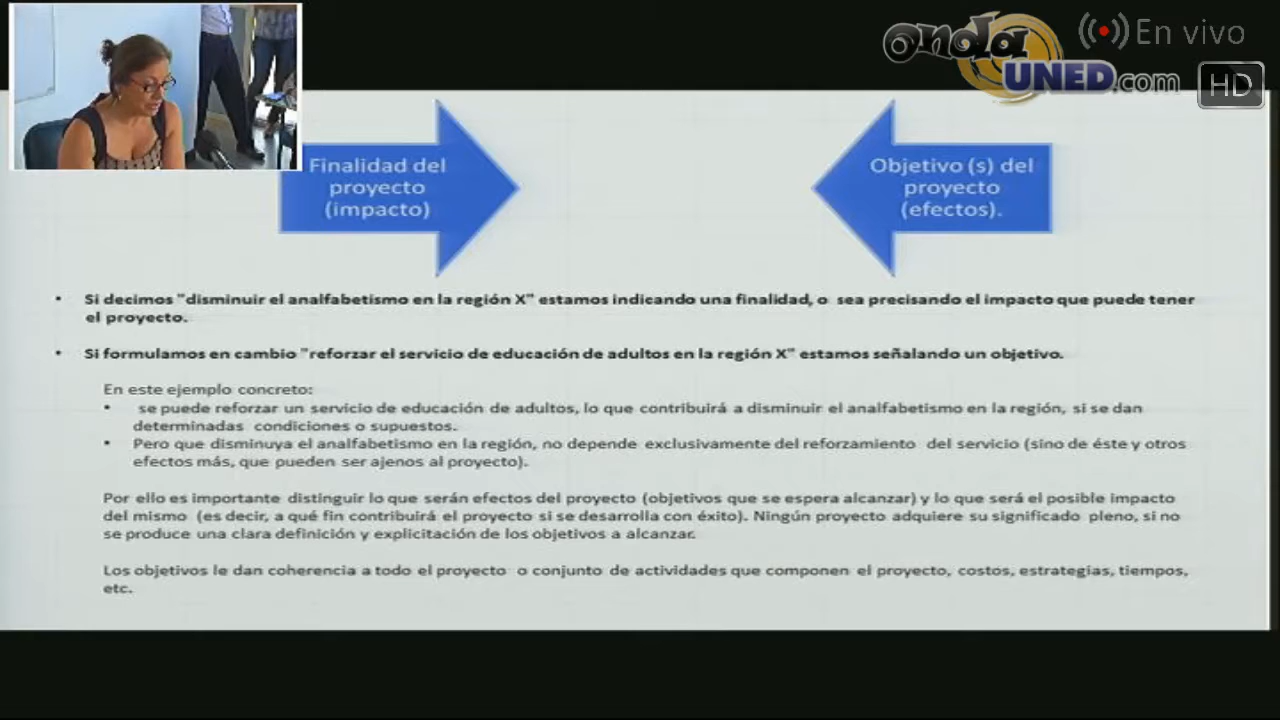 onda
UNED.com
En vivo
HD
Finalidad del
proyecto
(impacto)
Objetivo (s) del
proyecto
(efectos).
• Si decimos "disminuir el analfabetismo en la región X" estamos indicando una finalidad, o sea precisando el impacto que puede tener
el proyecto.
• Si formulamos en cambio "reforzar el servicio de educación de adultos en la región X" estamos señalando un objetivo.
En este ejemplo concreto:
• se puede reforzar un servicio de educación de adultos, lo que contribuirá a disminuir el analfabetismo en la región, si se dan
determinadas condiciones o supuestos.
• Pero que disminuya el analfabetismo en la región, no depende exclusivamente del reforzamiento del servicio (sino de éste y otros
efectos más, que pueden ser ajenos al proyecto).
Por ello es importante distinguir lo que serán efectos del proyecto (objetivos que se espera alcanzar) y lo que será el posible impacto
del mismo (es decir, a qué fin contribuirá el proyecto si se desarrolla con éxito). Ningún proyecto adquiere su significado pleno, si no
se produce una clara definición y explicitación de los objetivos a alcanzar.
Los objetivos le dan coherencia a todo el proyecto o conjunto de actividades que componen el proyecto, costos, estrategias, tiempos,
etc.